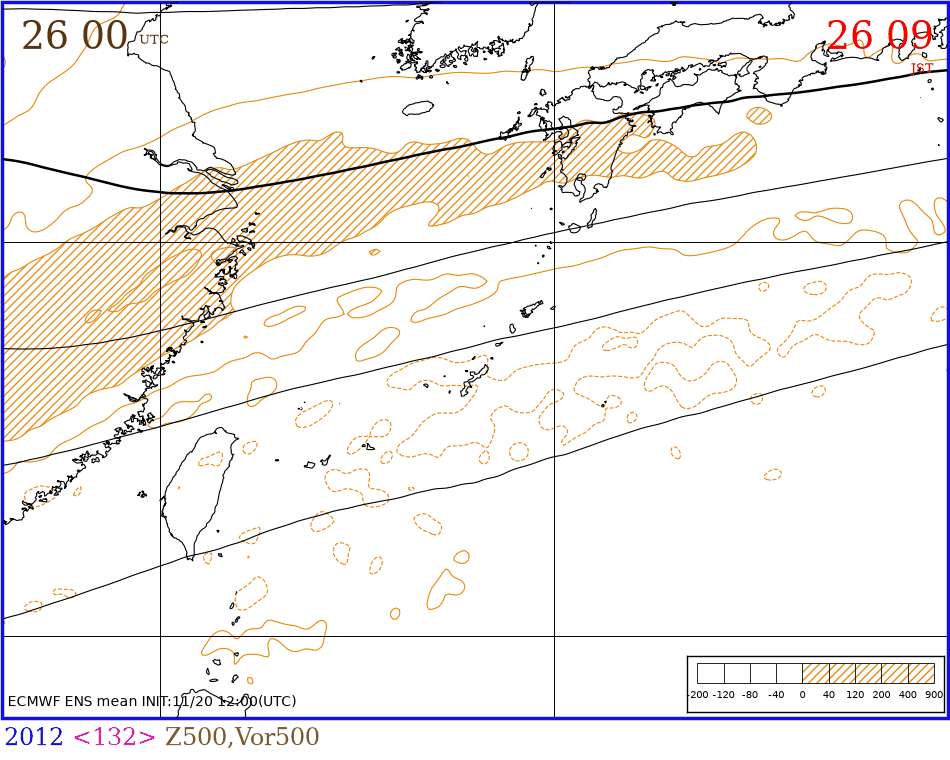 26 00 UTC
26 09
JST
-200 -120 -80 -40 0 40 120 200 400 900
ECMWF ENS mean INIT:11/20 12:00(UTC)
2012 <132> Z500,Vor500